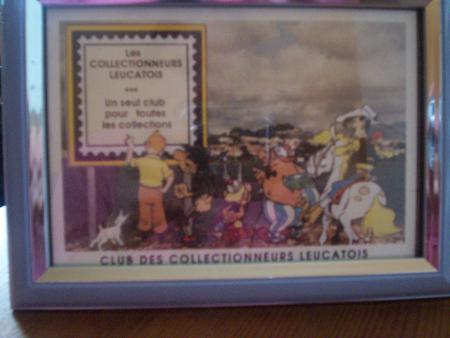 Les
COLLECTIONNEURS
LEUCATOIS
***
Un seul club
pour toutes
les collections
CLUB DES COLLECTIONNEURS LEUCATOIS